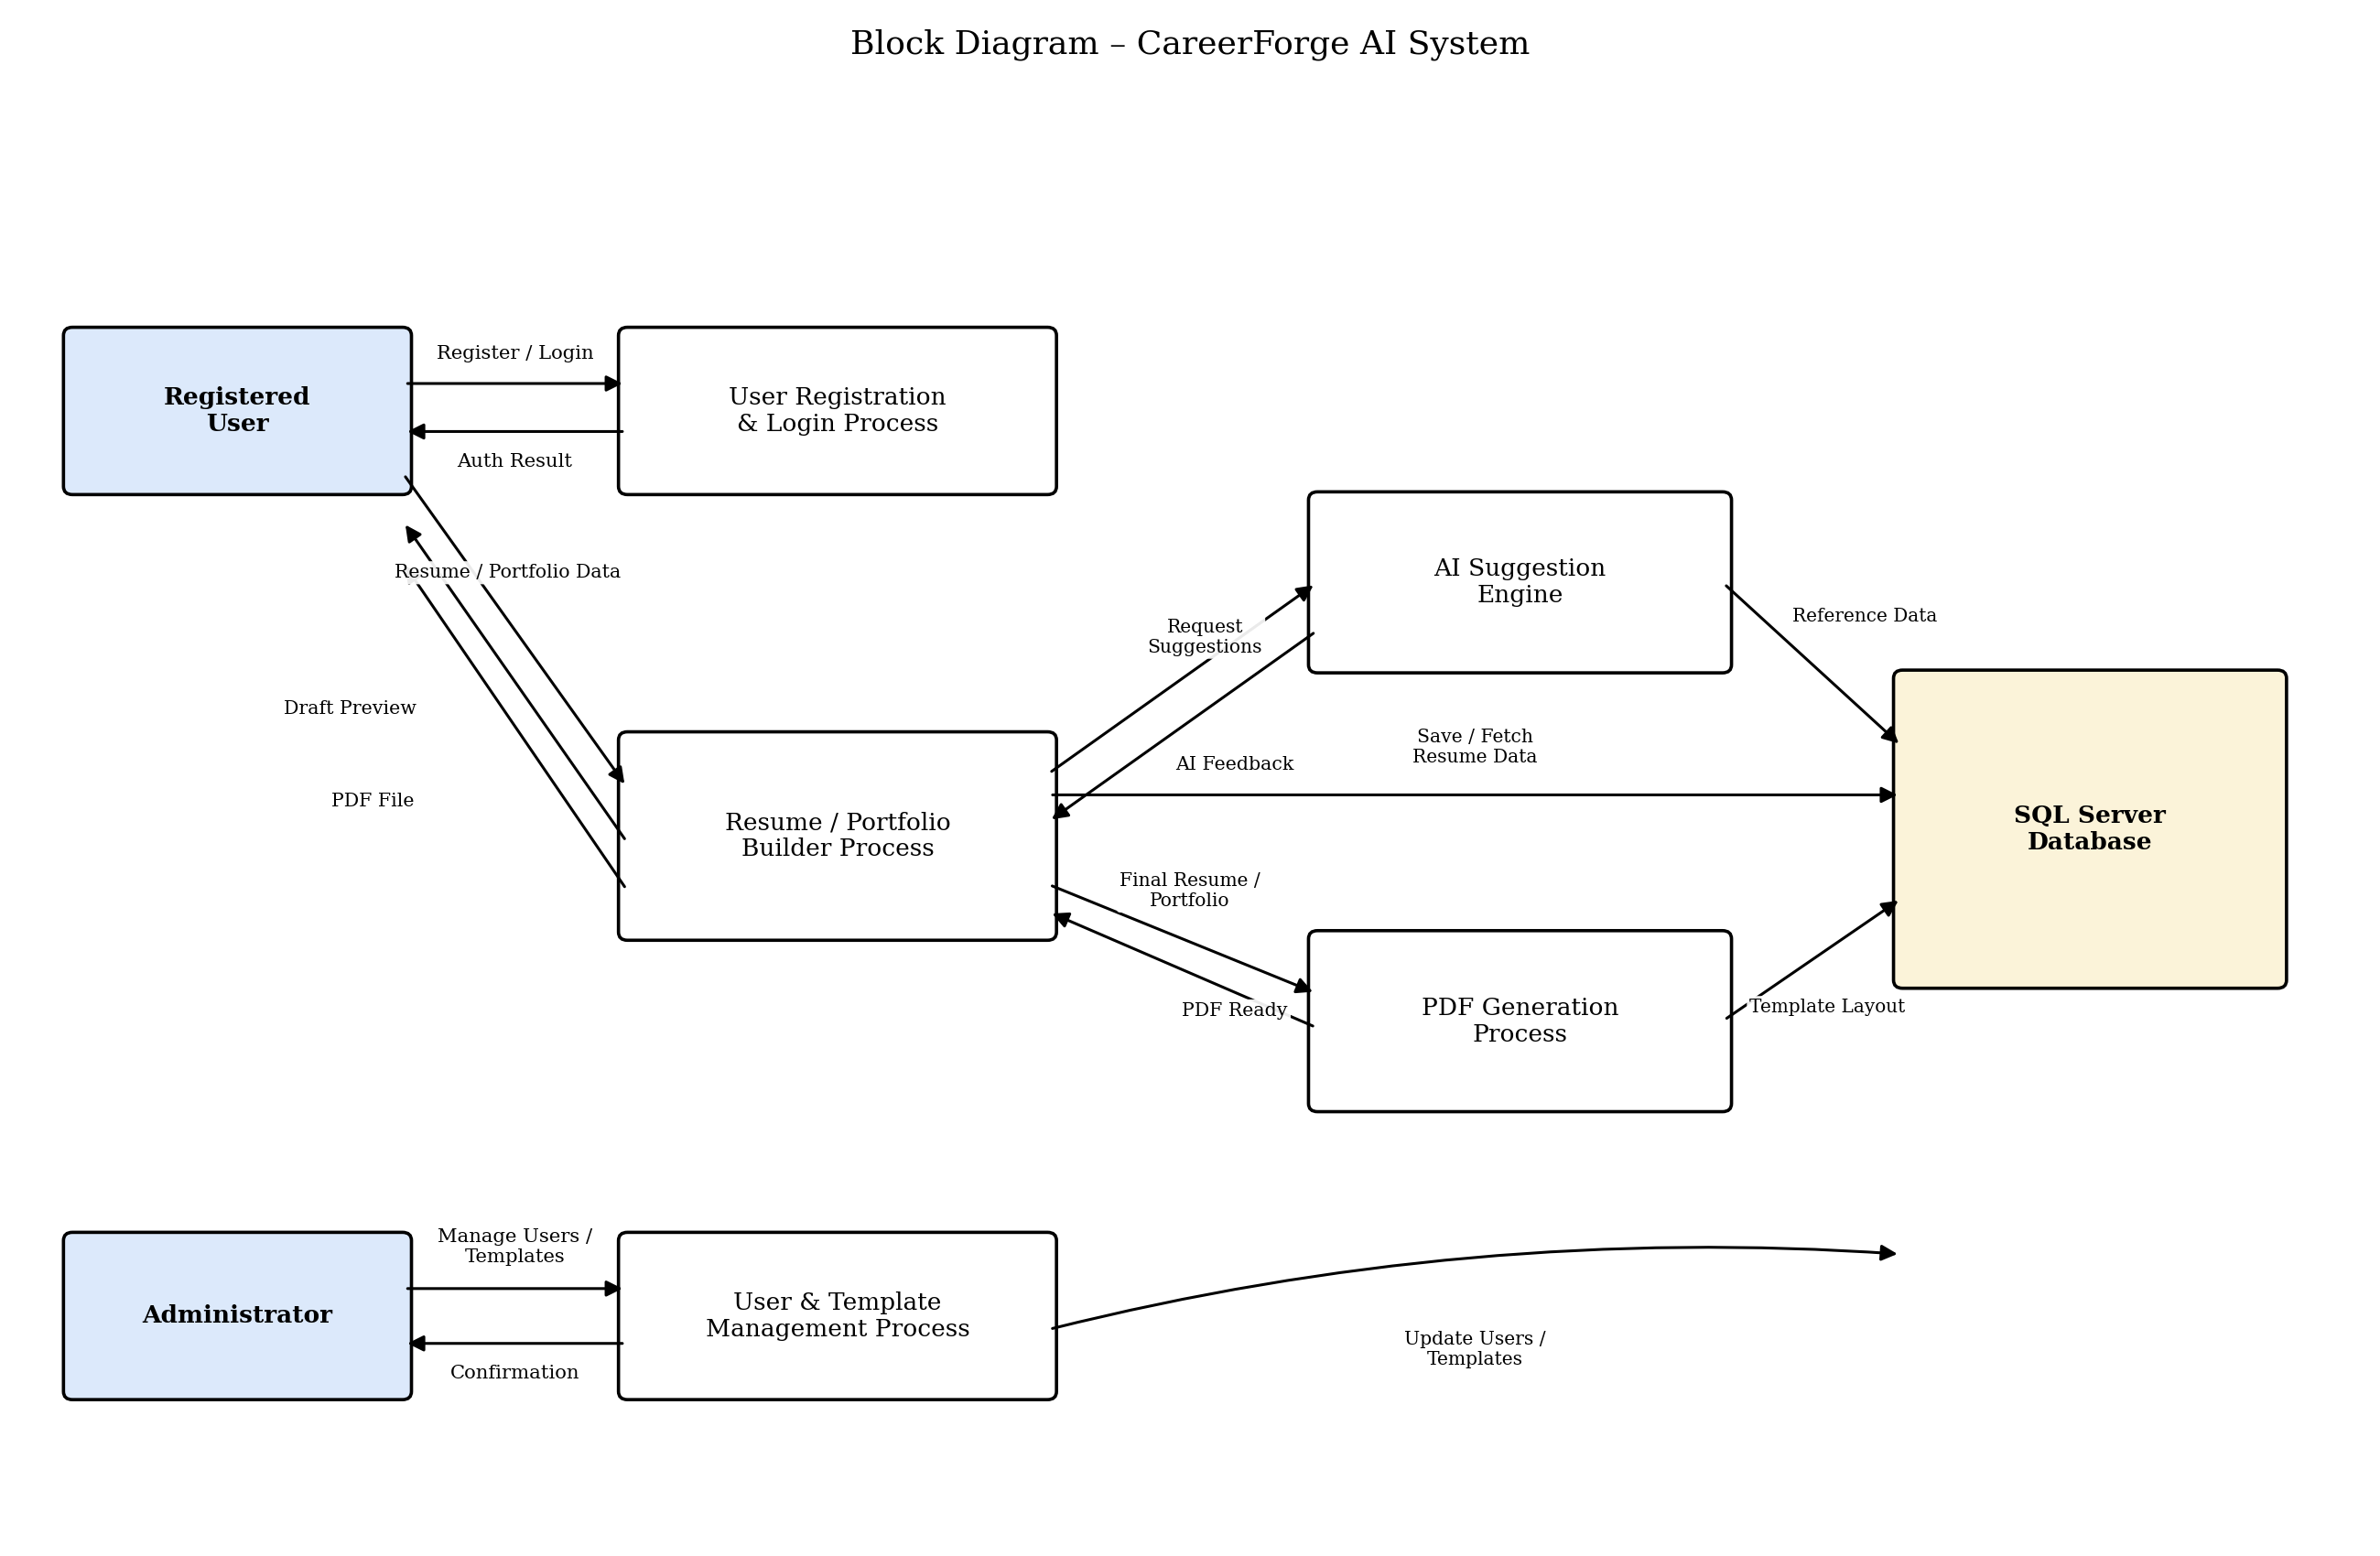 Block Diagram – CareerForge AI System
Register / Login
Registered
User
User Registration
& Login Process
Auth Result
Resume / Portfolio Data
AI Suggestion
Engine
Request
Suggestions
Reference Data
Draft Preview
Save / Fetch
Resume Data
AI Feedback
PDF File
Resume / Portfolio
Builder Process
SQL Server
Database
Final Resume /
Portfolio
PDF Ready
PDF Generation
Process
Template Layout
Manage Users /
Templates
Administrator
User & Template
Management Process
Confirmation
Update Users /
Templates